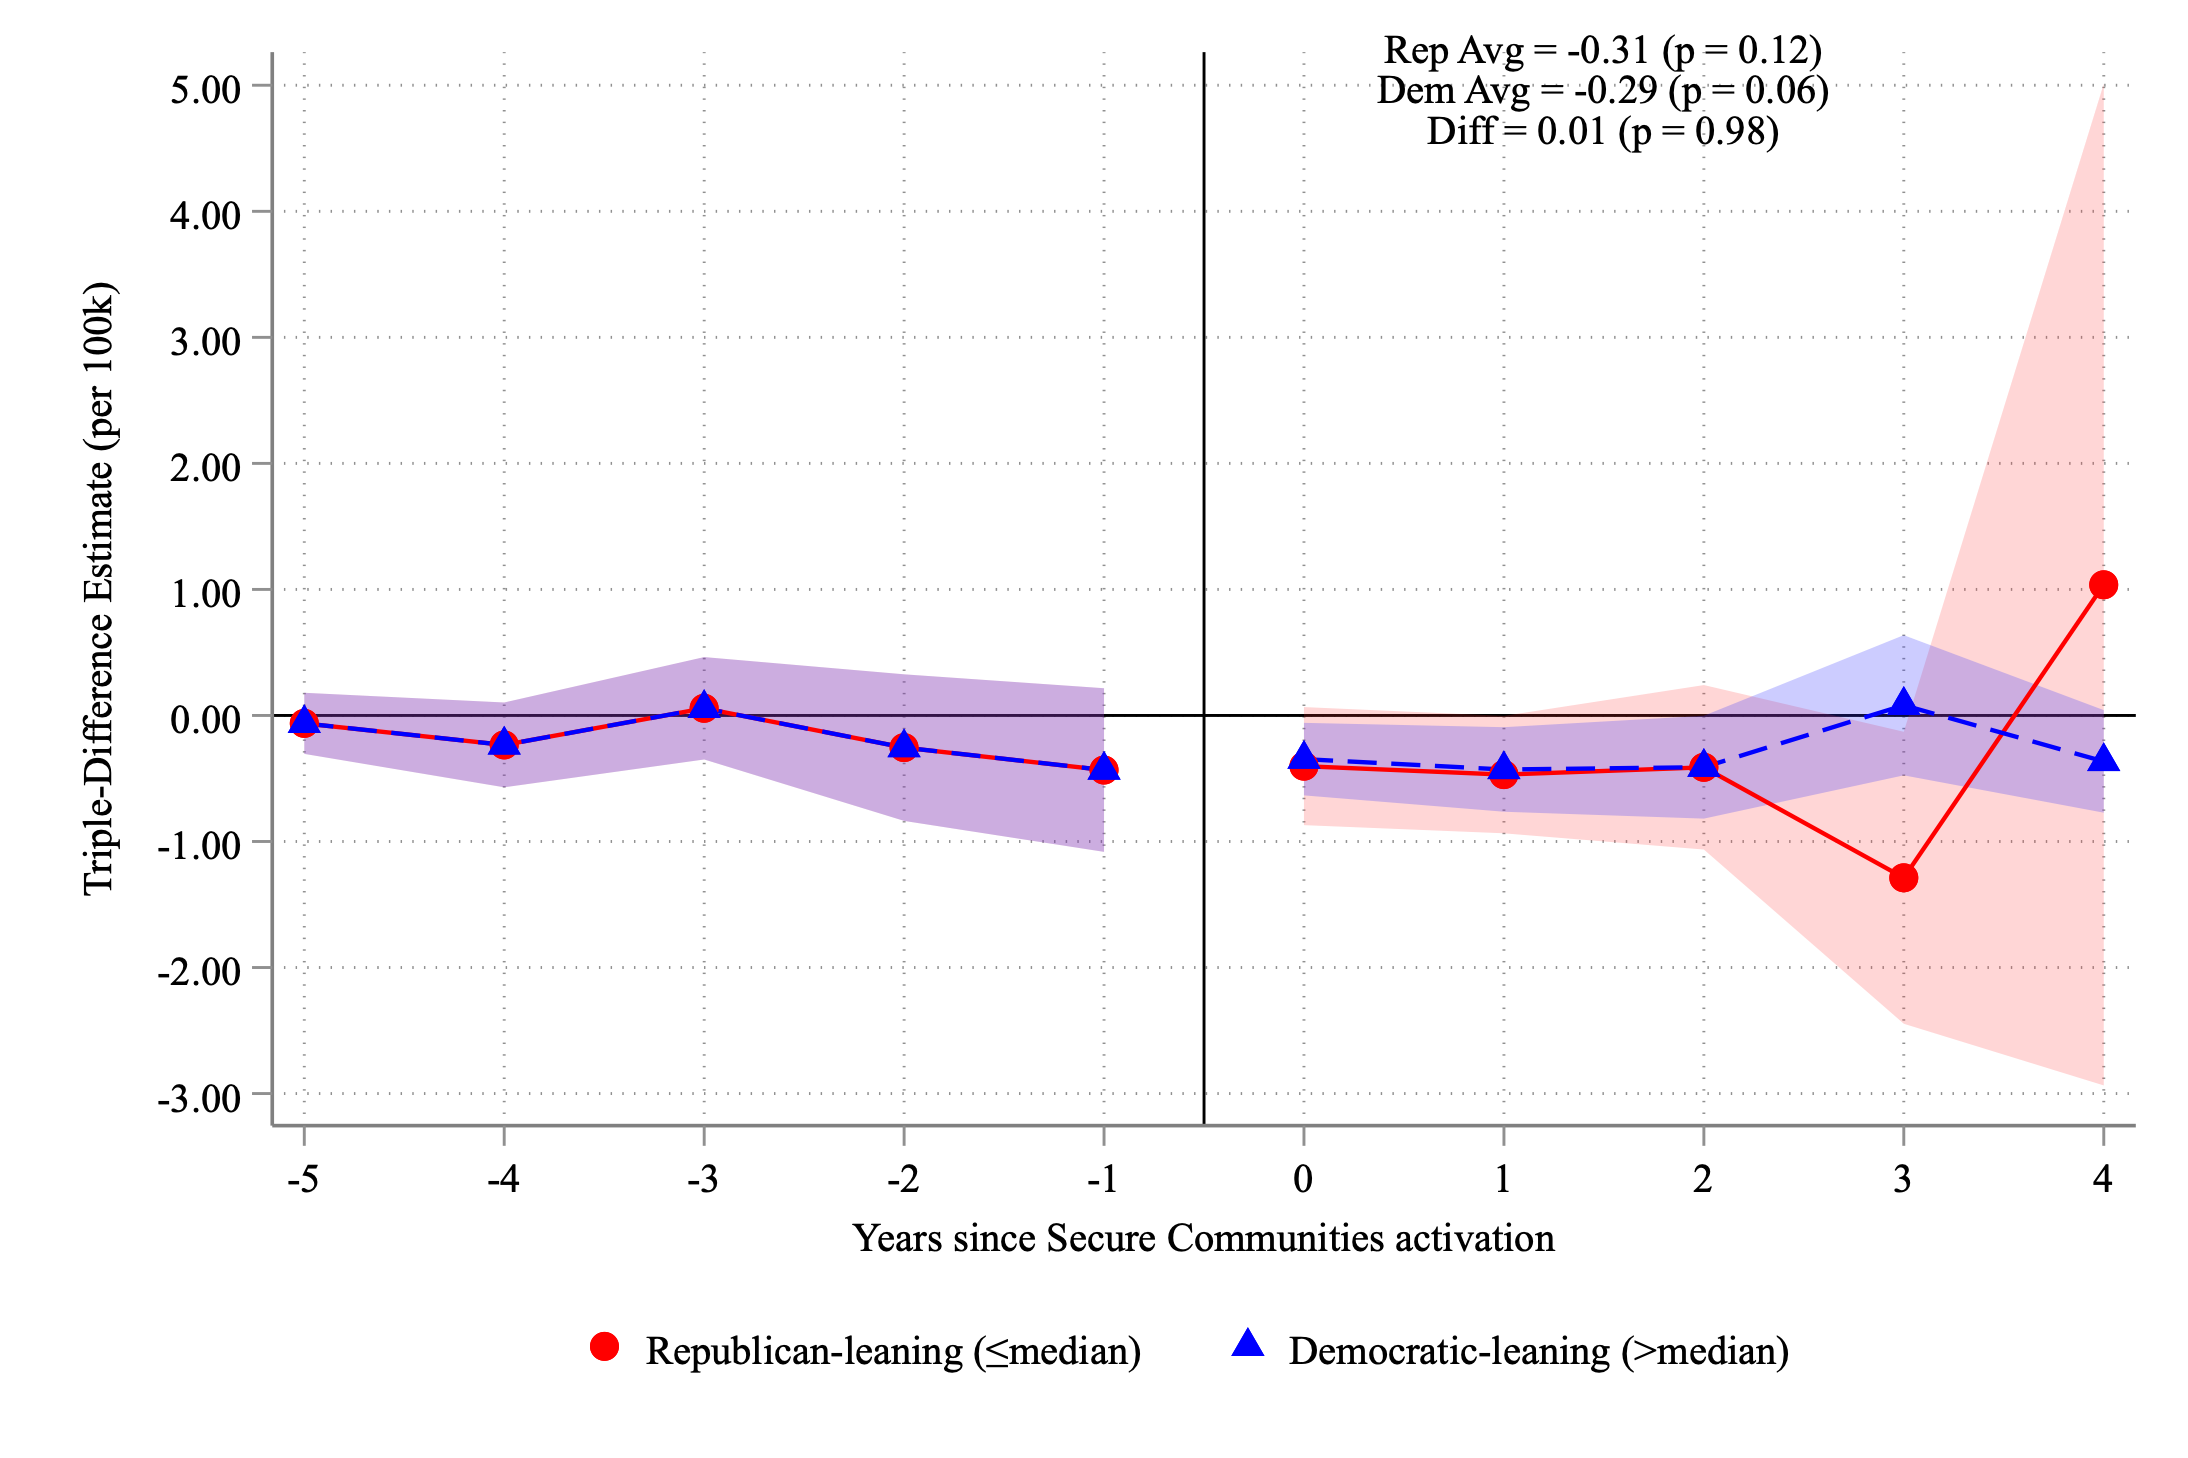 Rep Avg = -0.31 (p = 0.12)
Dem Avg = -0.29 (p = 0.06)
Diff = 0.01 (p = 0.98)
5.00
4.00
3.00
2.00
1.00
0.00
-1.00
-2.00
-3.00
Triple-Difference Estimate (per 100k)
-5 -4 -3 -2 -1 0 1 2 3 4
Years since Secure Communities activation
Republican-leaning (≤median) Democratic-leaning (>median)